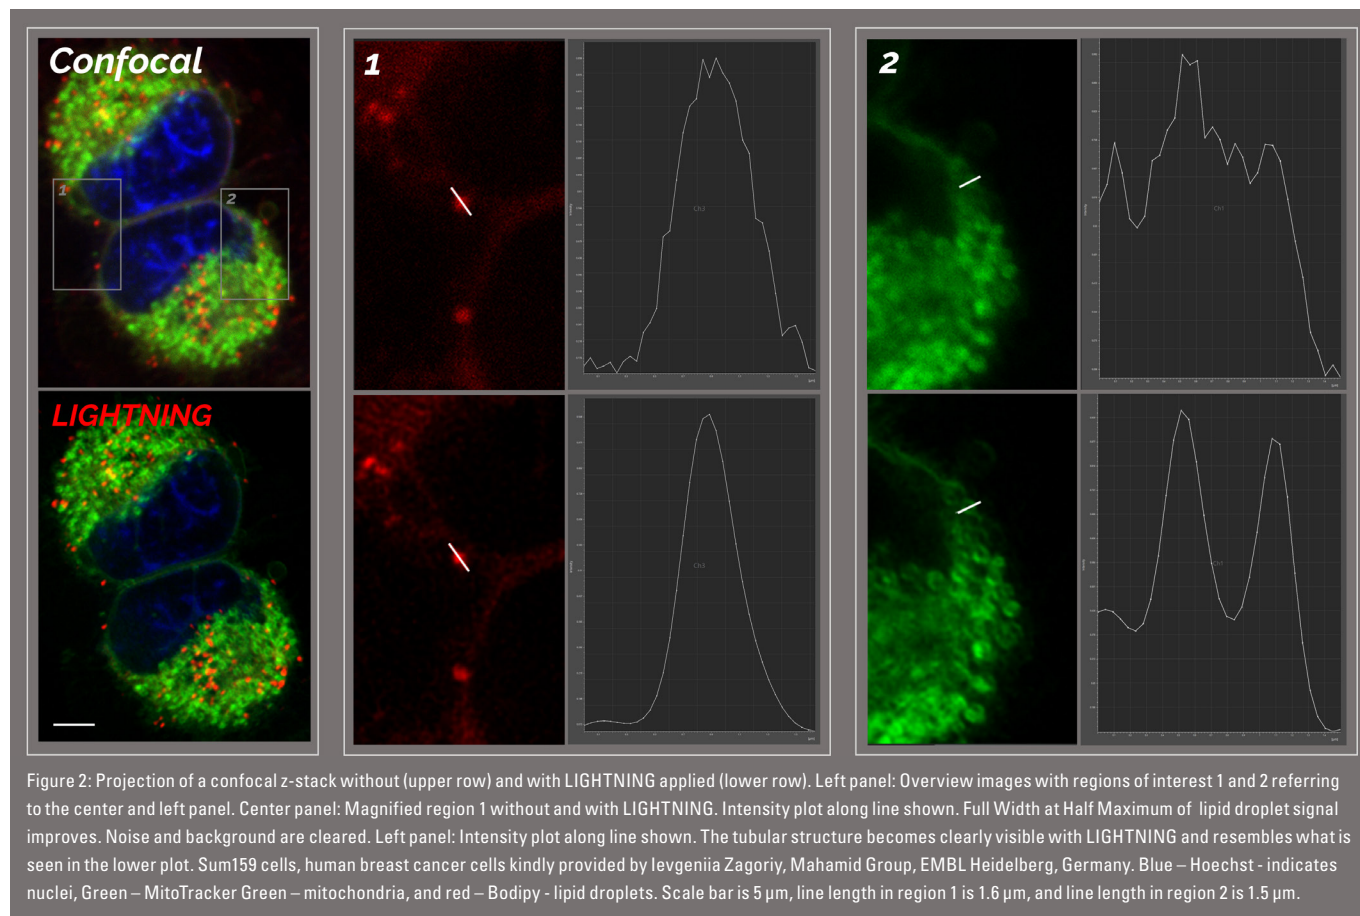 Confocal
1
2
1
2
Ch3
Ch1
LIGHTNING
Ch3
Figure 2: Projection of a confocal z-stack without (upper row) and with LIGHTNING applied (lower row). Left panel: Overview images with regions of interest 1 and 2 referring
to the center and left panel. Center panel: Magnified region 1 without and with LIGHTNING. Intensity plot along line shown. Full Width at Half Maximum of lipid droplet signal
improves. Noise and background are cleared. Left panel: Intensity plot along line shown. The tubular structure becomes clearly visible with LIGHTNING and resembles what is
seen in the lower plot. Sum159 cells, human breast cancer cells kindly provided by Ievgeniia Zagoriy, Mahamid Group, EMBL Heidelberg, Germany. Blue – Hoechst - indicates
nuclei, Green – MitoTracker Green – mitochondria, and red – Bodipy - lipid droplets. Scale bar is 5 µm, line length in region 1 is 1.6 µm, and line length in region 2 is 1.5 µm.